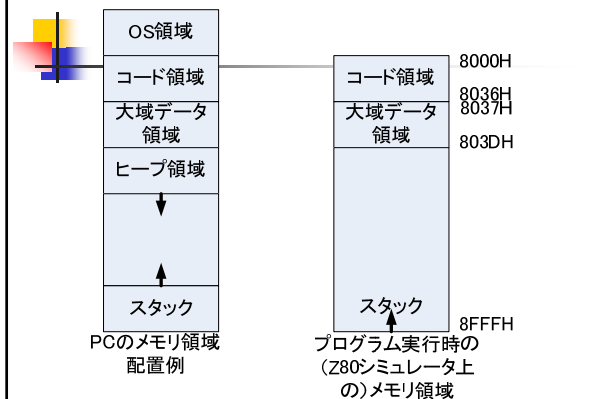 OS領域
コード領域
大域データ
領域
ヒープ領域
スタック
PCのメモリ領域
配置例
コード領域
大域データ
領域
スタック
8000H
8036H
8037H
803DH
8FFFH
プログラム実行時の
(Z80シミュレータ上
の)メモリ領域